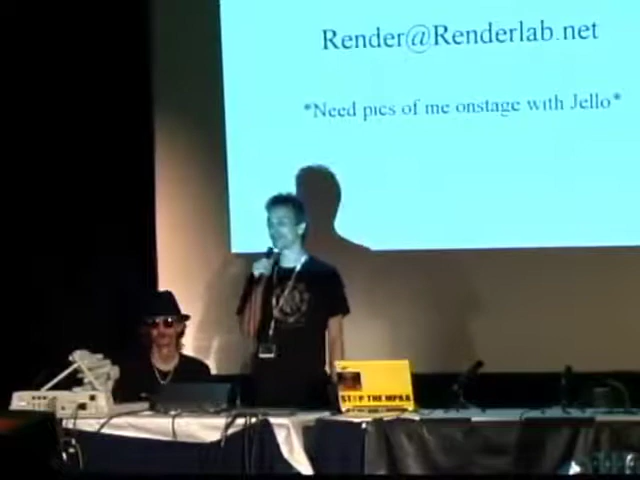 Render@Renderlab.net
*Need pics of me onstage with Jello*
STOP THE MPAA